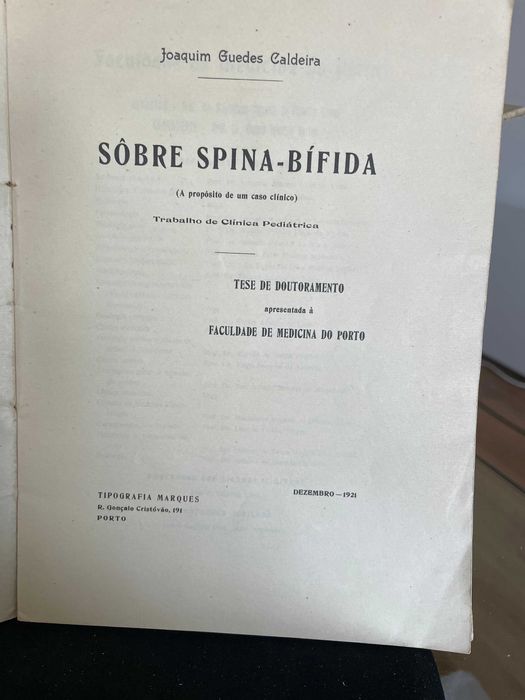 Joaquim Guedes Caldeira
SÔBRE SPINA-BÍFIDA
(A propósito de um caso clínico)
Trabalho de Clínica Pediátrica
TESE DE DOUTORAMENTO
apresentada à
FACULDADE DE MEDICINA DO PORTO
TIPOGRAFIA MARQUES
R. Gonçalo Cristóvão, 191
PORTO
DEZEMBRO—1921